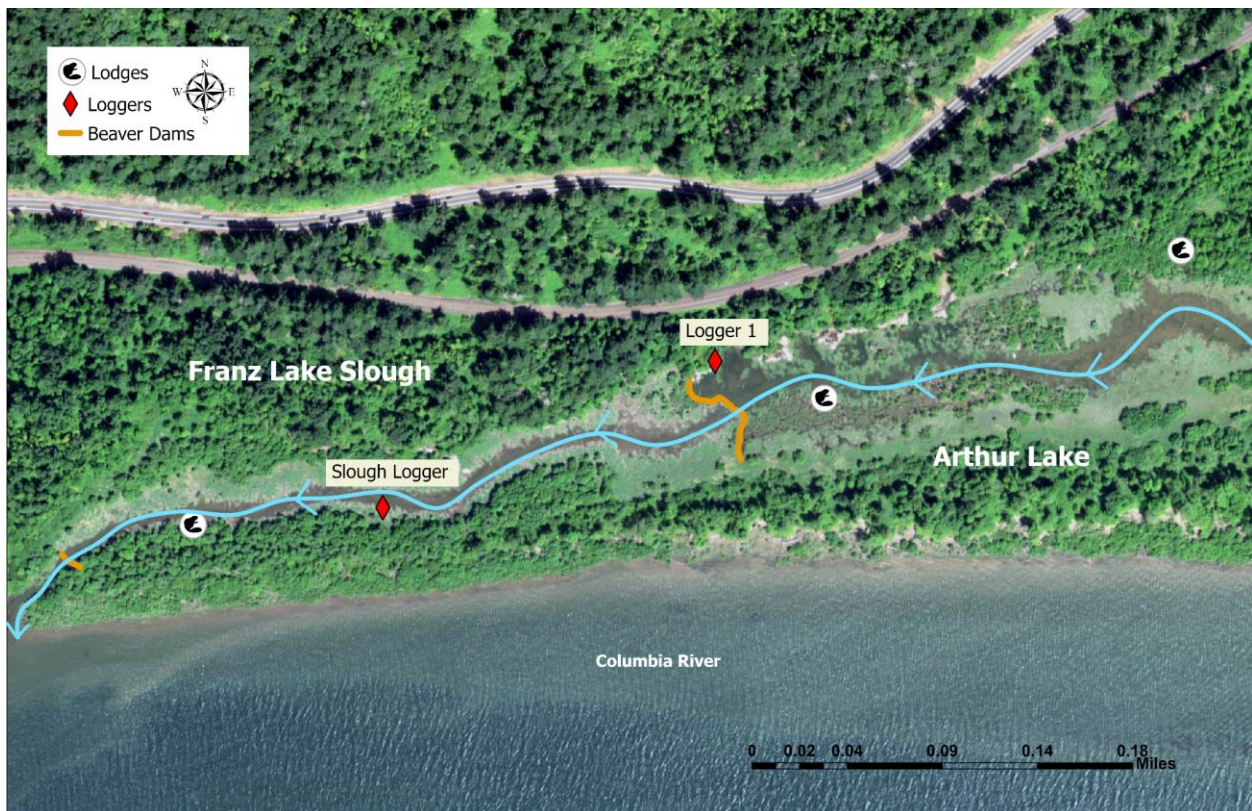 N
W E
S
Lodges
Loggers
Beaver Dams
Logger 1
Franz Lake Slough
Arthur Lake
Slough Logger
Columbia River
0 0.02 0.04 0.09 0.14 0.18
Miles